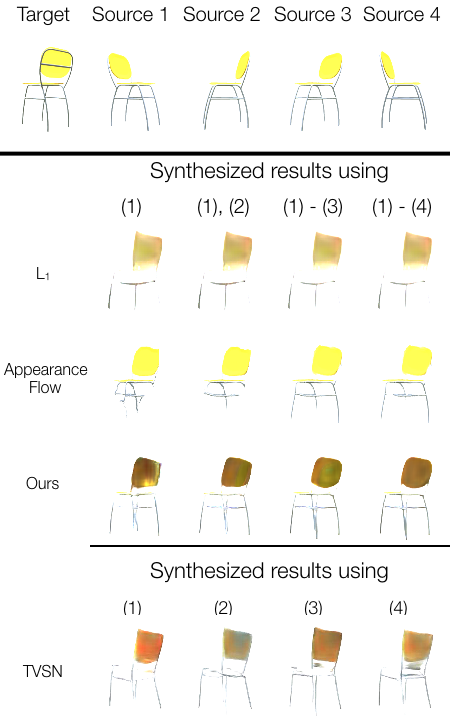 Target Source 1 Source 2 Source 3 Source 4
Synthesized results using
(1) (1), (2) (1) - (3) (1) - (4)
L₁
Appearance
Flow
Ours
Synthesized results using
(1) (2) (3) (4)
TVSN